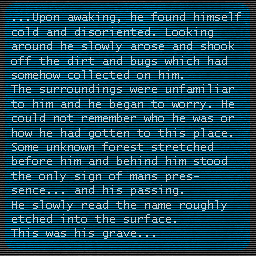 ...Upon awaking, he found himself
cold and disoriented. Looking
around he slowly arose and shook
off the dirt and bugs which had
somehow collected on him.
The surroundings were unfamiliar
to him and he began to worry. He
could not remember who he was or
how he had gotten to this place.
Some unknown forest stretched
before him and behind him stood
the only sign of mans pres-
sence... and his passing.
He slowly read the name roughly
etched into the surface.
This was his grave...